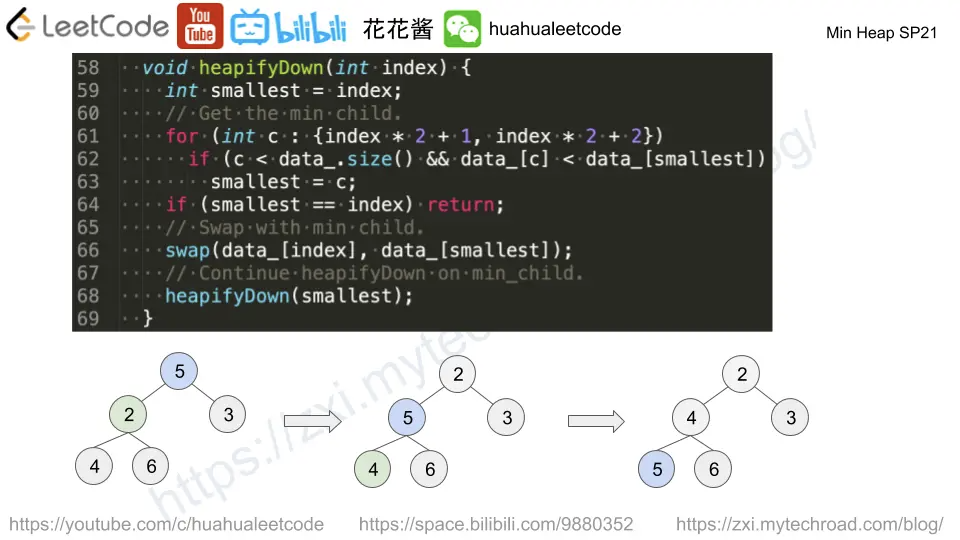 LeetCode You Tube bilibili 花花酱 huahualeetcode Min Heap SP21
58 void heapifyDown(int index) {
59 int smallest = index;
60 // Get the min child.
61 for (int c : {index * 2 + 1, index * 2 + 2})
62 if (c < data_.size() && data_[c] < data_[smallest])
63 smallest = c;
64 if (smallest == index) return;
65 // Swap with min child.
66 swap(data_[index], data_[smallest]);
67 // Continue heapifyDown on min_child.
68 heapifyDown(smallest);
69 }
5 2 2
2 3 5 3 4 3
4 6 4 6 5 6
https://zxi.mytechroad.com/blog/
https://youtube.com/c/huahualeetcode https://space.bilibili.com/9880352 https://zxi.mytechroad.com/blog/